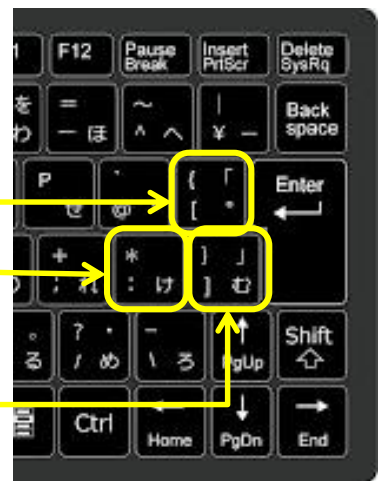 1 F12 Pause Insert Delete
Break PrtScr SysRq
を = ~ | Back
わ - ほ ^ へ ¥ ー space
P ` { 「 Enter
せ @ [ ゜
+ * } 」
; れ : け ] む
。 ? ・ _ ↑ Shift
る / め \ ろ PgUp
Ctrl ← ↓ →
Home PgDn End